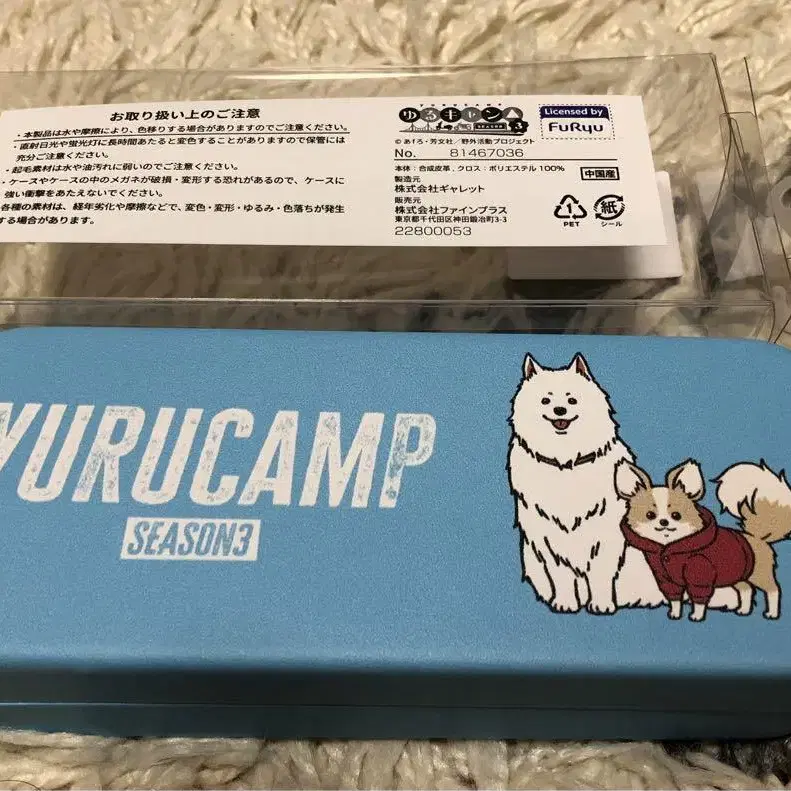 お取り扱い上のご注意
・本製品は水や摩擦により、色移りする場合がありますのでご注意ください。
直射日光や蛍光灯に長時間あたると変色することがありますので保管には
充分ご注意ください。
・起毛素材は水や油汚れに弱いのでご注意ください。
・ケースやケースの中のメガネが破損・変形する恐れがあるので、ケースに
強い衝撃をあたえないでください。
各種の素材は、経年劣化や摩擦などで、変色・変形・ゆるみ・色落ちが発生
する場合があります。
ゆるキャン△
SEASON 3
©あfろ・芳文社／野外活動プロジェクト
Licensed by
FuRyu
No. 81467036
本体：合成皮革，クロス：ポリエステル 100%
中国産
製造元
株式会社ギャレット
販売元
株式会社ファインプラス
東京都千代田区神田鍛冶町3-3
22800053
1
PET
紙
シール
YURUCAMP
SEASON3